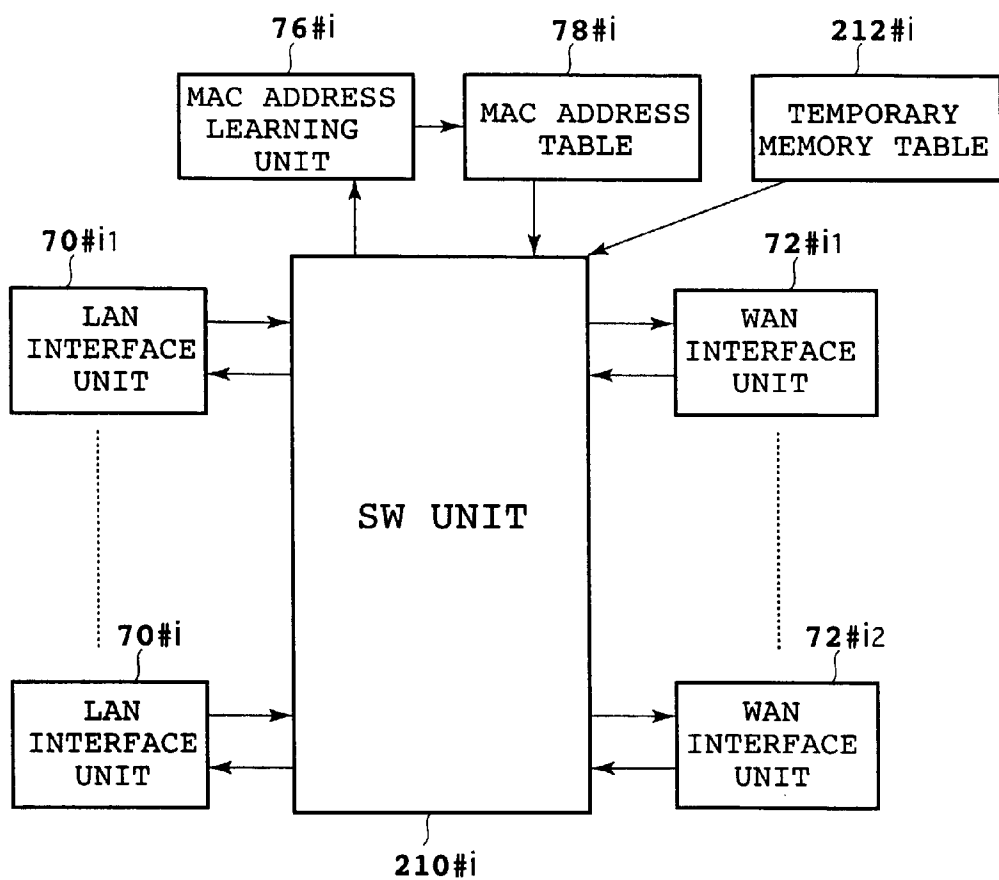 76#i
78#i
212#i
MAC ADDRESS
LEARNING
UNIT
MAC ADDRESS
TABLE
TEMPORARY
MEMORY TABLE
70#i1
72#i1
LAN
INTERFACE
UNIT
WAN
INTERFACE
UNIT
SW UNIT
70#i
72#i2
LAN
INTERFACE
UNIT
WAN
INTERFACE
UNIT
210#i